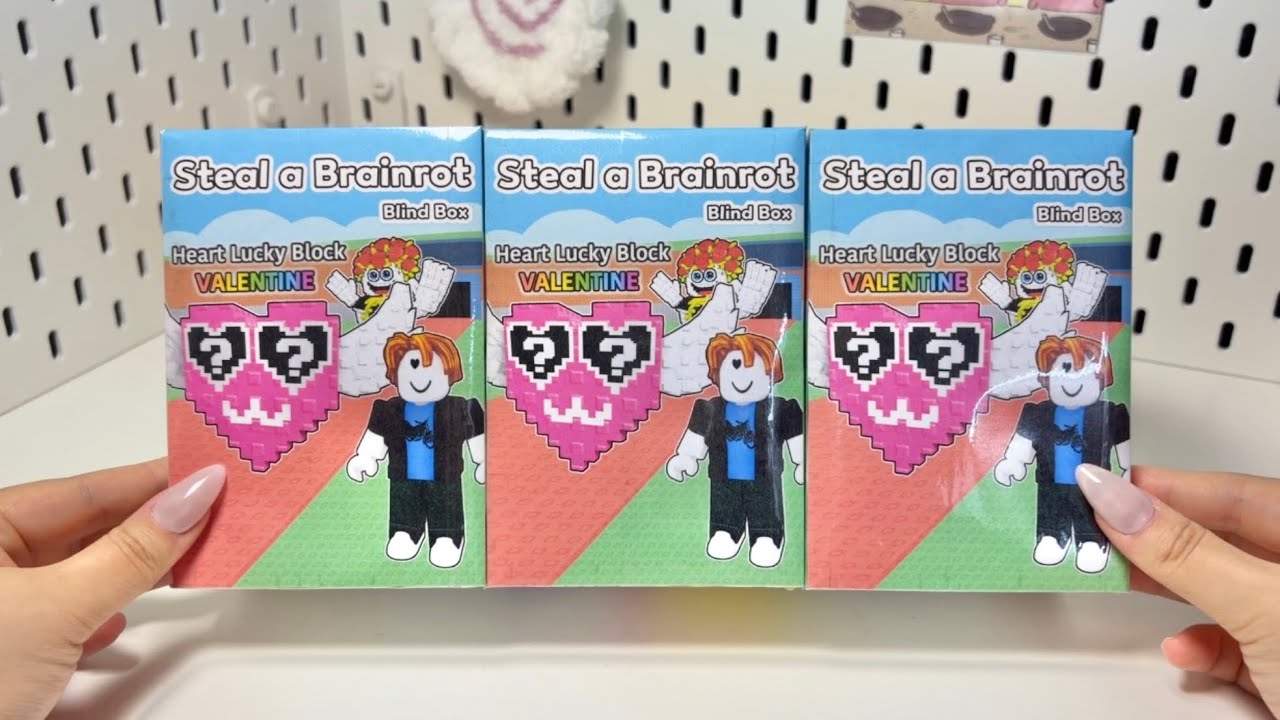 Steal a Brainrot
Blind Box
Heart Lucky Block
VALENTINE
? ?
Steal a Brainrot
Blind Box
Heart Lucky Block
VALENTINE
? ?
Steal a Brainrot
Blind Box
Heart Lucky Block
VALENTINE
? ?